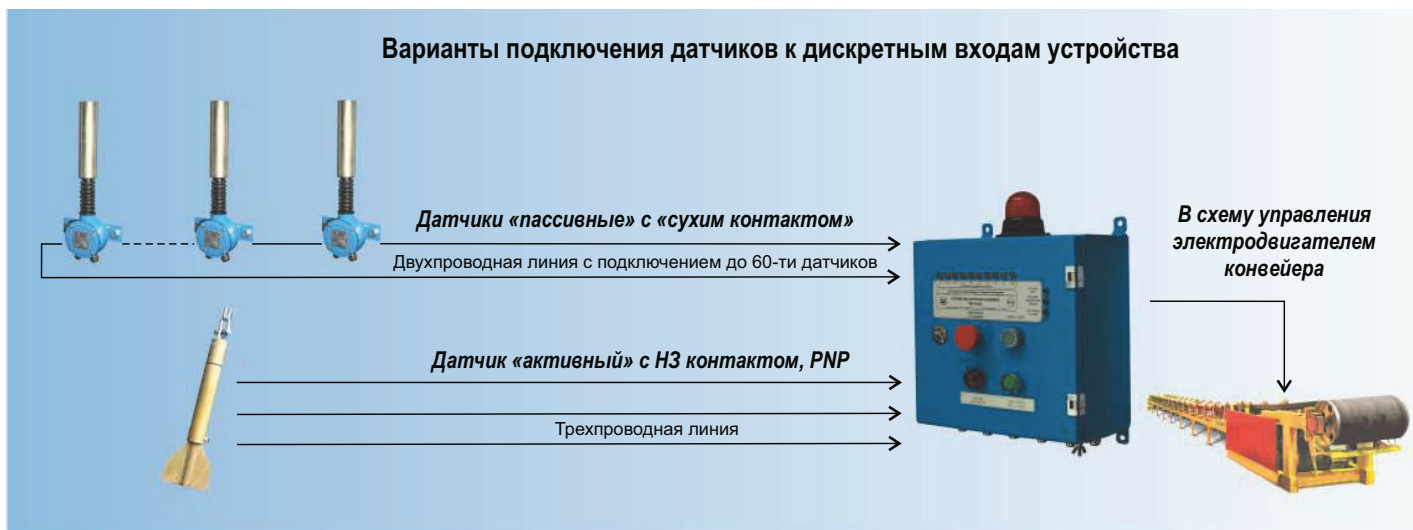 Варианты подключения датчиков к дискретным входам устройства
Датчики «пассивные» с «сухим контактом»
Двухпроводная линия с подключением до 60-ти датчиков
Датчик «активный» с НЗ контактом, PNP
Трехпроводная линия
В схему управления
электродвигателем
конвейера